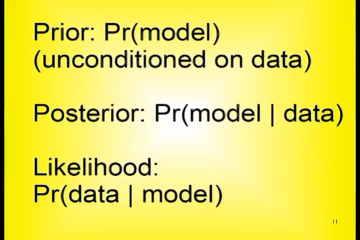 Prior: Pr(model)
(unconditioned on data)
Posterior: Pr(model | data)
Likelihood:
Pr(data | model)
11